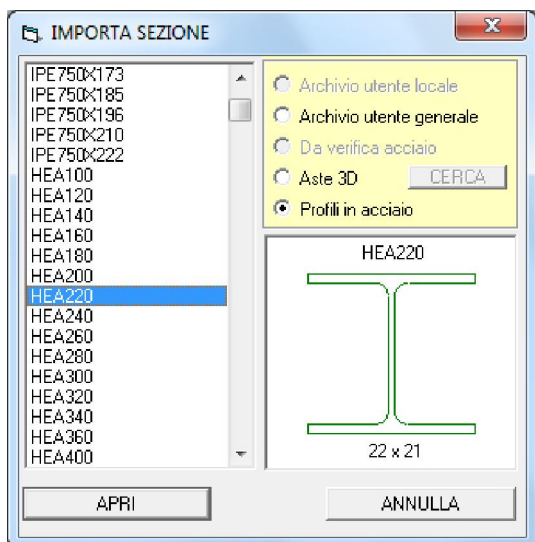 IMPORTA SEZIONE
IPE750X173
IPE750X185
IPE750X196
IPE750X210
IPE750X222
HEA100
HEA120
HEA140
HEA160
HEA180
HEA200
HEA220
HEA240
HEA260
HEA280
HEA300
HEA320
HEA340
HEA360
HEA400
Archivio utente locale
Archivio utente generale
Da verifica acciaio
Aste 3D
CERCA
Profili in acciaio
HEA220
22 x 21
APRI
ANNULLA